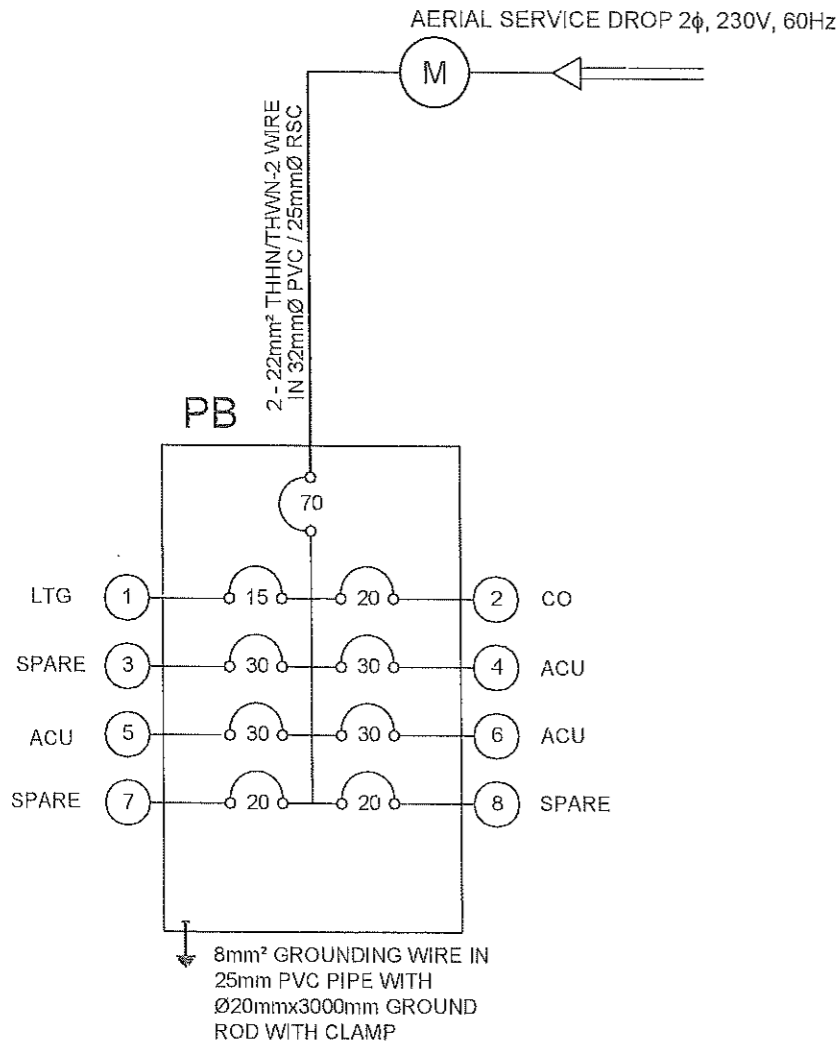 AERIAL SERVICE DROP 2ϕ, 230V, 60Hz
M
2 - 22mm² THHN/THWN-2 WIRE
IN 32mmØ PVC / 25mmØ RSC
PB
70
LTG 1 15 20 2 CO
SPARE 3 30 30 4 ACU
ACU 5 30 30 6 ACU
SPARE 7 20 20 8 SPARE
8mm² GROUNDING WIRE IN
25mm PVC PIPE WITH
Ø20mmx3000mm GROUND
ROD WITH CLAMP